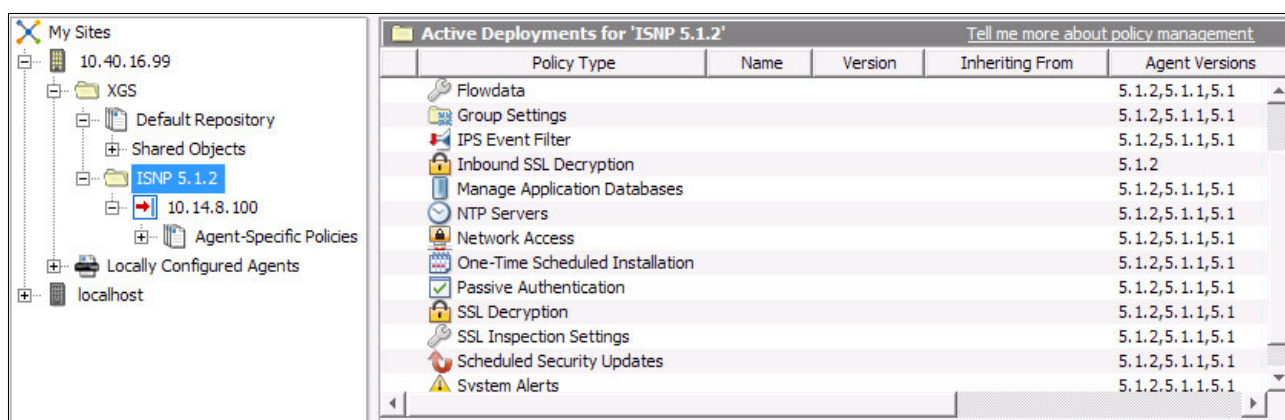 My Sites
10.40.16.99
XGS
Default Repository
Shared Objects
ISNP 5.1.2
10.14.8.100
Agent-Specific Policies
Locally Configured Agents
localhost
Active Deployments for 'ISNP 5.1.2' Tell me more about policy management
Policy Type Name Version Inheriting From Agent Versions
Flowdata 5.1.2,5.1.1,5.1
Group Settings 5.1.2,5.1.1,5.1
IPS Event Filter 5.1.2,5.1.1,5.1
Inbound SSL Decryption 5.1.2
Manage Application Databases 5.1.2,5.1.1,5.1
NTP Servers 5.1.2,5.1.1,5.1
Network Access 5.1.2,5.1.1,5.1
One-Time Scheduled Installation 5.1.2,5.1.1,5.1
Passive Authentication 5.1.2,5.1.1,5.1
SSL Decryption 5.1.2,5.1.1,5.1
SSL Inspection Settings 5.1.2,5.1.1,5.1
Scheduled Security Updates 5.1.2,5.1.1,5.1
System Alerts 5.1.2,5.1.1,5.1